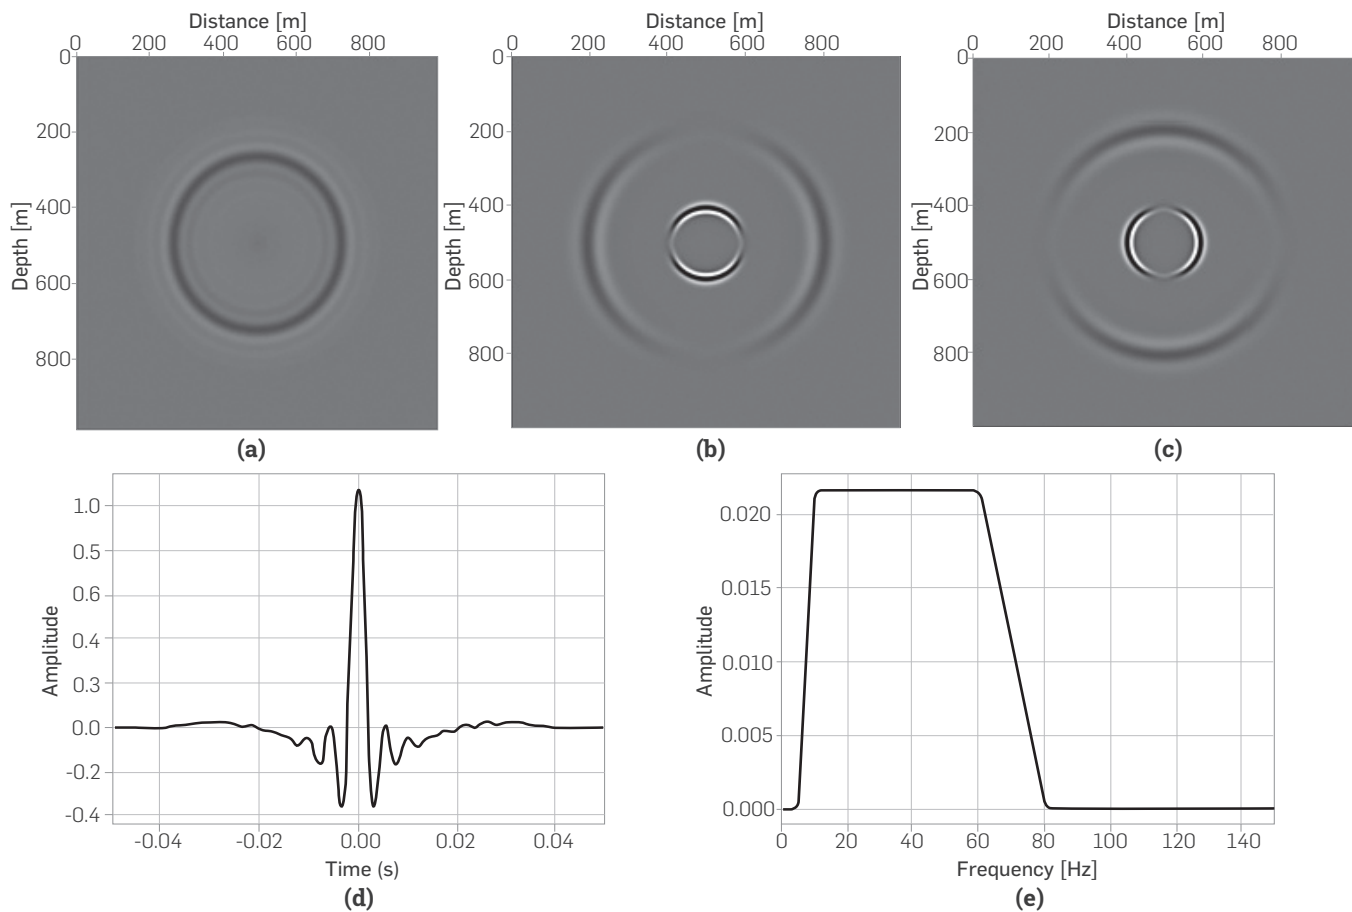 Distance [m]
0 200 400 600 800
0
200
400
600
800
Depth [m]
(a)
Distance [m]
0 200 400 600 800
0
200
400
600
800
Depth [m]
(b)
Distance [m]
0 200 400 600 800
0
200
400
600
800
Depth [m]
(c)
1.0
0.5
0.6
0.4
0.3
0.0
-0.2
-0.4
Amplitude
-0.04 -0.02 0.00 0.02 0.04
Time (s)
(d)
0.020
0.015
0.010
0.005
0.000
Amplitude
0 20 40 60 80 100 120 140
Frequency [Hz]
(e)